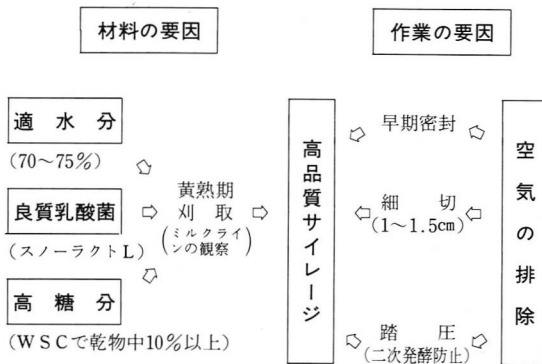 材料の要因
作業の要因
適水分
(70～75%)
良質乳酸菌
(スノーラクトL)
高糖分
(WSCで乾物中10%以上)
黄熟期
刈取
(ミルクライ
ンの観察)
高品質サイレージ
早期密封
細切
(1～1.5cm)
踏圧
(二次発酵防止)
空気の排除